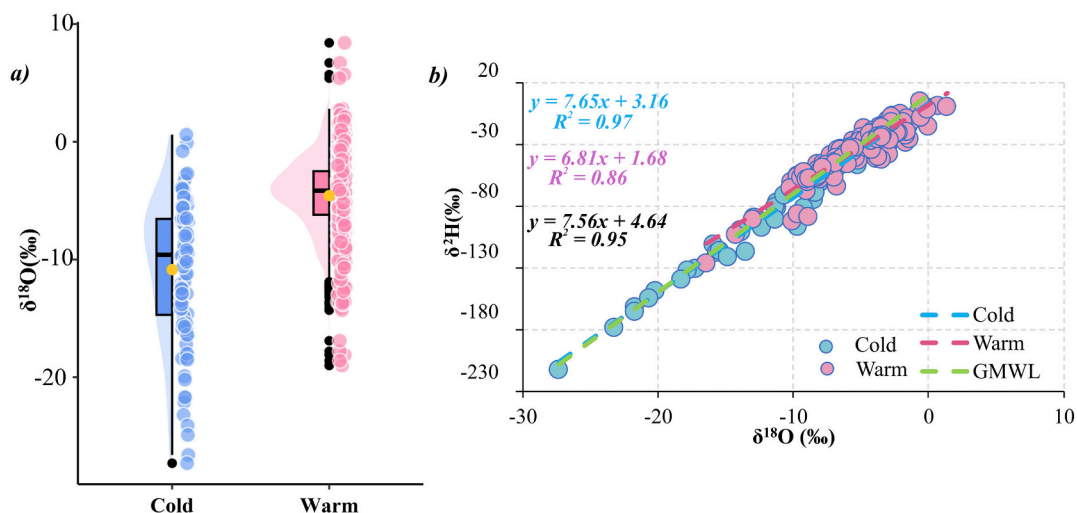 a)
10
0
-10
-20
δ¹⁸O(‰)
Cold
Warm
b)
20
-30
-80
-130
-180
-230
δ²H(‰)
y = 7.65x + 3.16
R² = 0.97
y = 6.81x + 1.68
R² = 0.86
y = 7.56x + 4.64
R² = 0.95
Cold
Warm
Cold
Warm
GMWL
-30
-20
-10
0
10
δ¹⁸O (‰)